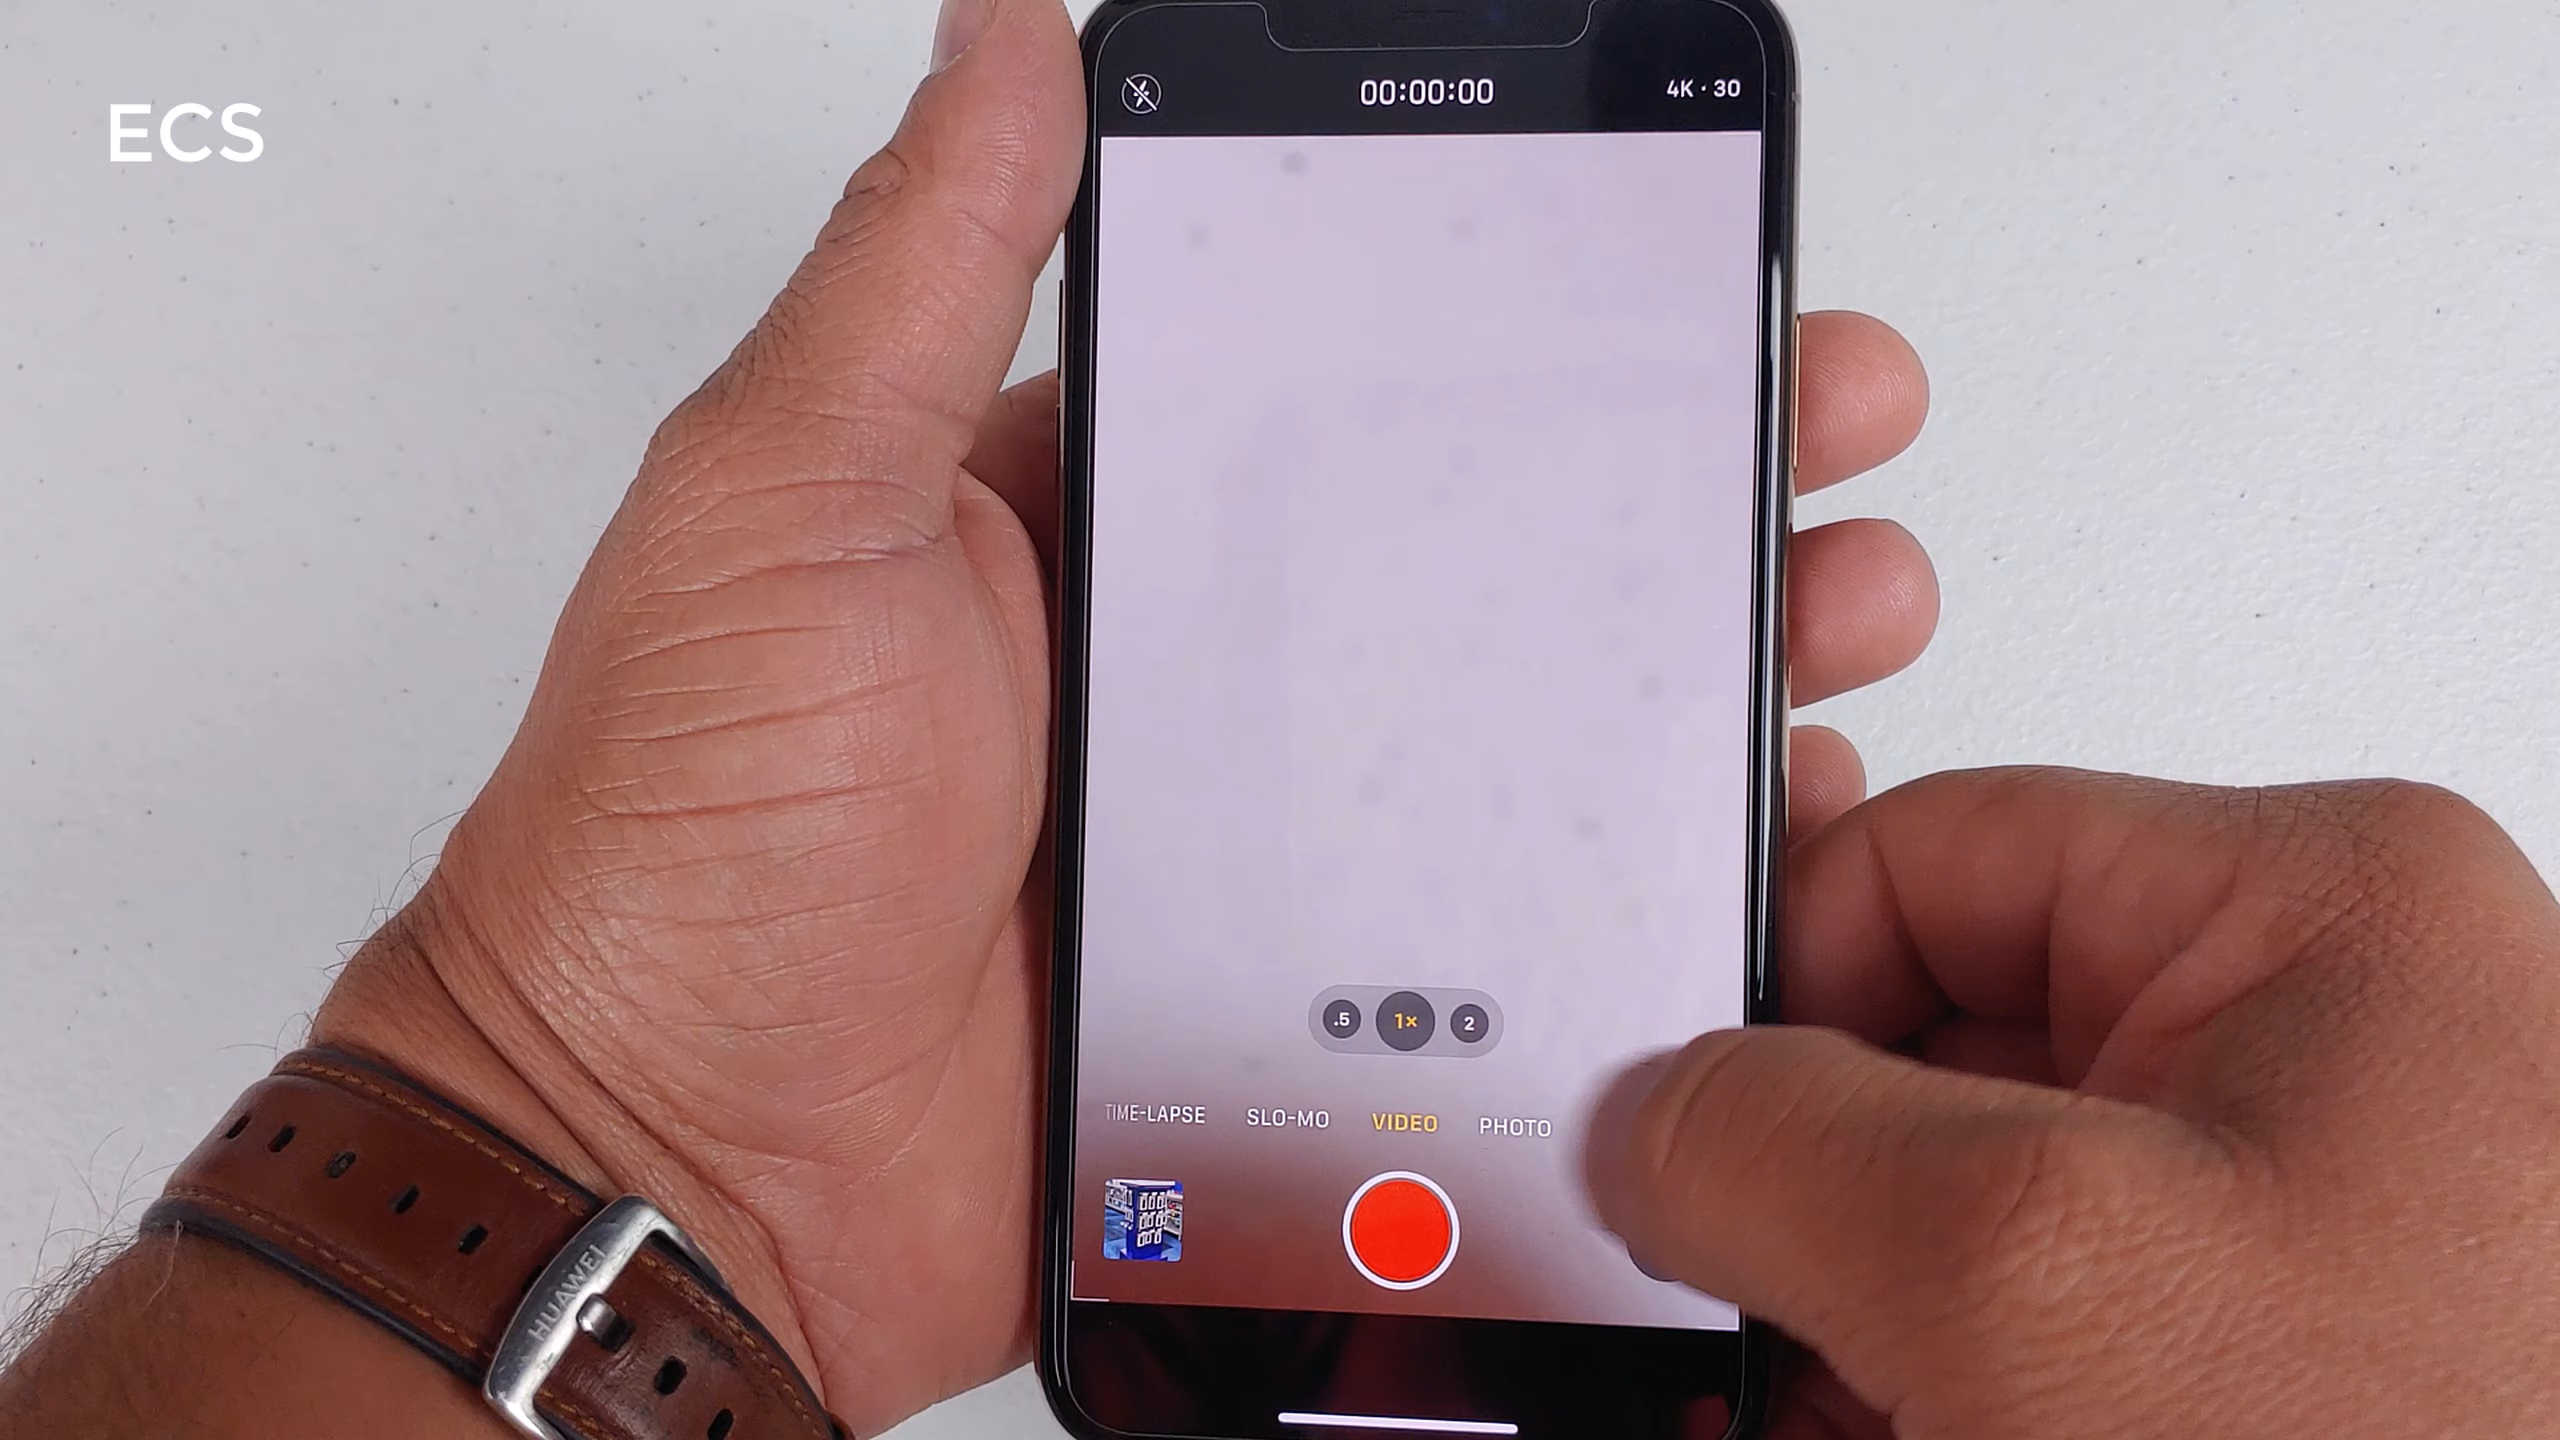 ECS
00:00:00
4K · 30
.5 1× 2
TIME-LAPSE SLO-MO VIDEO PHOTO
HUAWEI